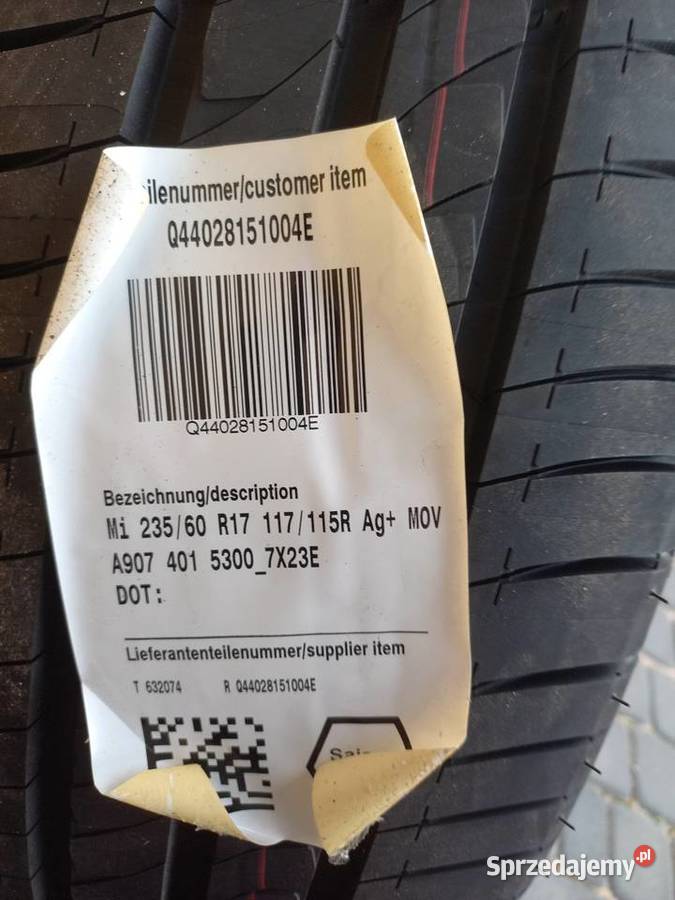 ilenummer/customer item
Q44028151004E
Q44028151004E
Bezeichnung/description
Mi 235/60 R17 117/115R Ag+ MOV
A907 401 5300_7X23E
DOT:
Lieferantenteilenummer/supplier item
T 632074 R Q44028151004E
Sprzedajemy.pl